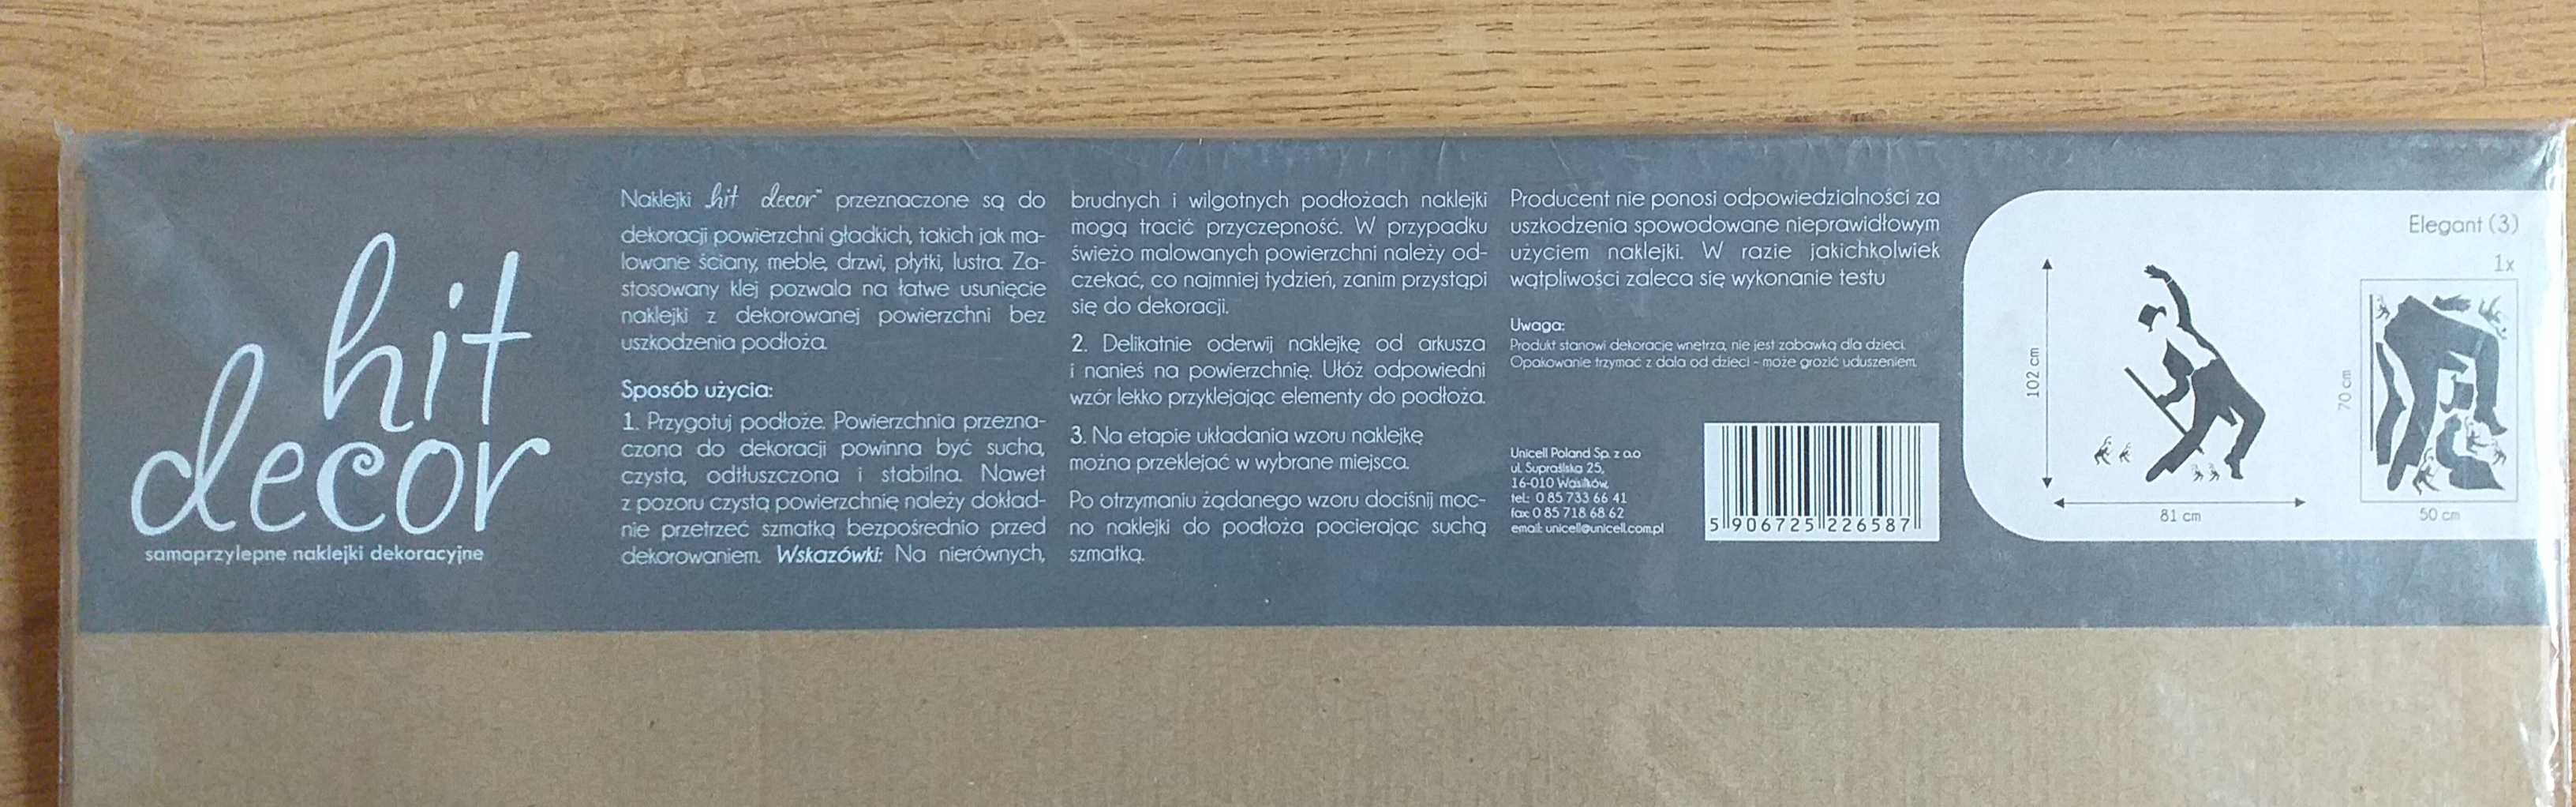 hit
decor
samoprzylepne naklejki dekoracyjne
Naklejki „hit decor” przeznaczone są do
dekoracji powierzchni gładkich, takich jak ma-
lowane ściany, meble, drzwi, płytki, lustra. Za-
stosowany klej pozwala na łatwe usunięcie
naklejki z dekorowanej powierzchni bez
uszkodzenia podłoża.
Sposób użycia:
1. Przygotuj podłoże. Powierzchnia przezna-
czona do dekoracji powinna być sucha,
czysta, odtłuszczona i stabilna. Nawet
z pozoru czystą powierzchnię należy dokład-
nie przetrzeć szmatką bezpośrednio przed
dekorowaniem. Wskazówki: Na nierównych,
brudnych i wilgotnych podłożach naklejki
mogą tracić przyczepność. W przypadku
świeżo malowanych powierzchni należy od-
czekać, co najmniej tydzień, zanim przystąpi
się do dekoracji.
2. Delikatnie oderwij naklejkę od arkusza
i nanieś na powierzchnię. Ułóż odpowiedni
wzór lekko przyklejając elementy do podłoża.
3. Na etapie układania wzoru naklejkę
można przeklejać w wybrane miejsca.
Po otrzymaniu żądanego wzoru dociśnij moc-
no naklejki do podłoża pocierając suchą
szmatką.
Producent nie ponosi odpowiedzialności za
uszkodzenia spowodowane nieprawidłowym
użyciem naklejki. W razie jakichkolwiek
wątpliwości zaleca się wykonanie testu
Uwaga:
Produkt stanowi dekorację wnętrza, nie jest zabawką dla dzieci.
Opakowanie trzymać z dala od dzieci - może grozić uduszeniem.
Unicell Poland Sp. z o.o
ul. Supraślska 25,
16-010 Wasilków,
tel.: 0 85 733 66 41
fax: 0 85 718 68 62
email: unicell@unicell.com.pl
5 906725 226587
Elegant (3)
1x
102 cm
81 cm
70 cm
50 cm